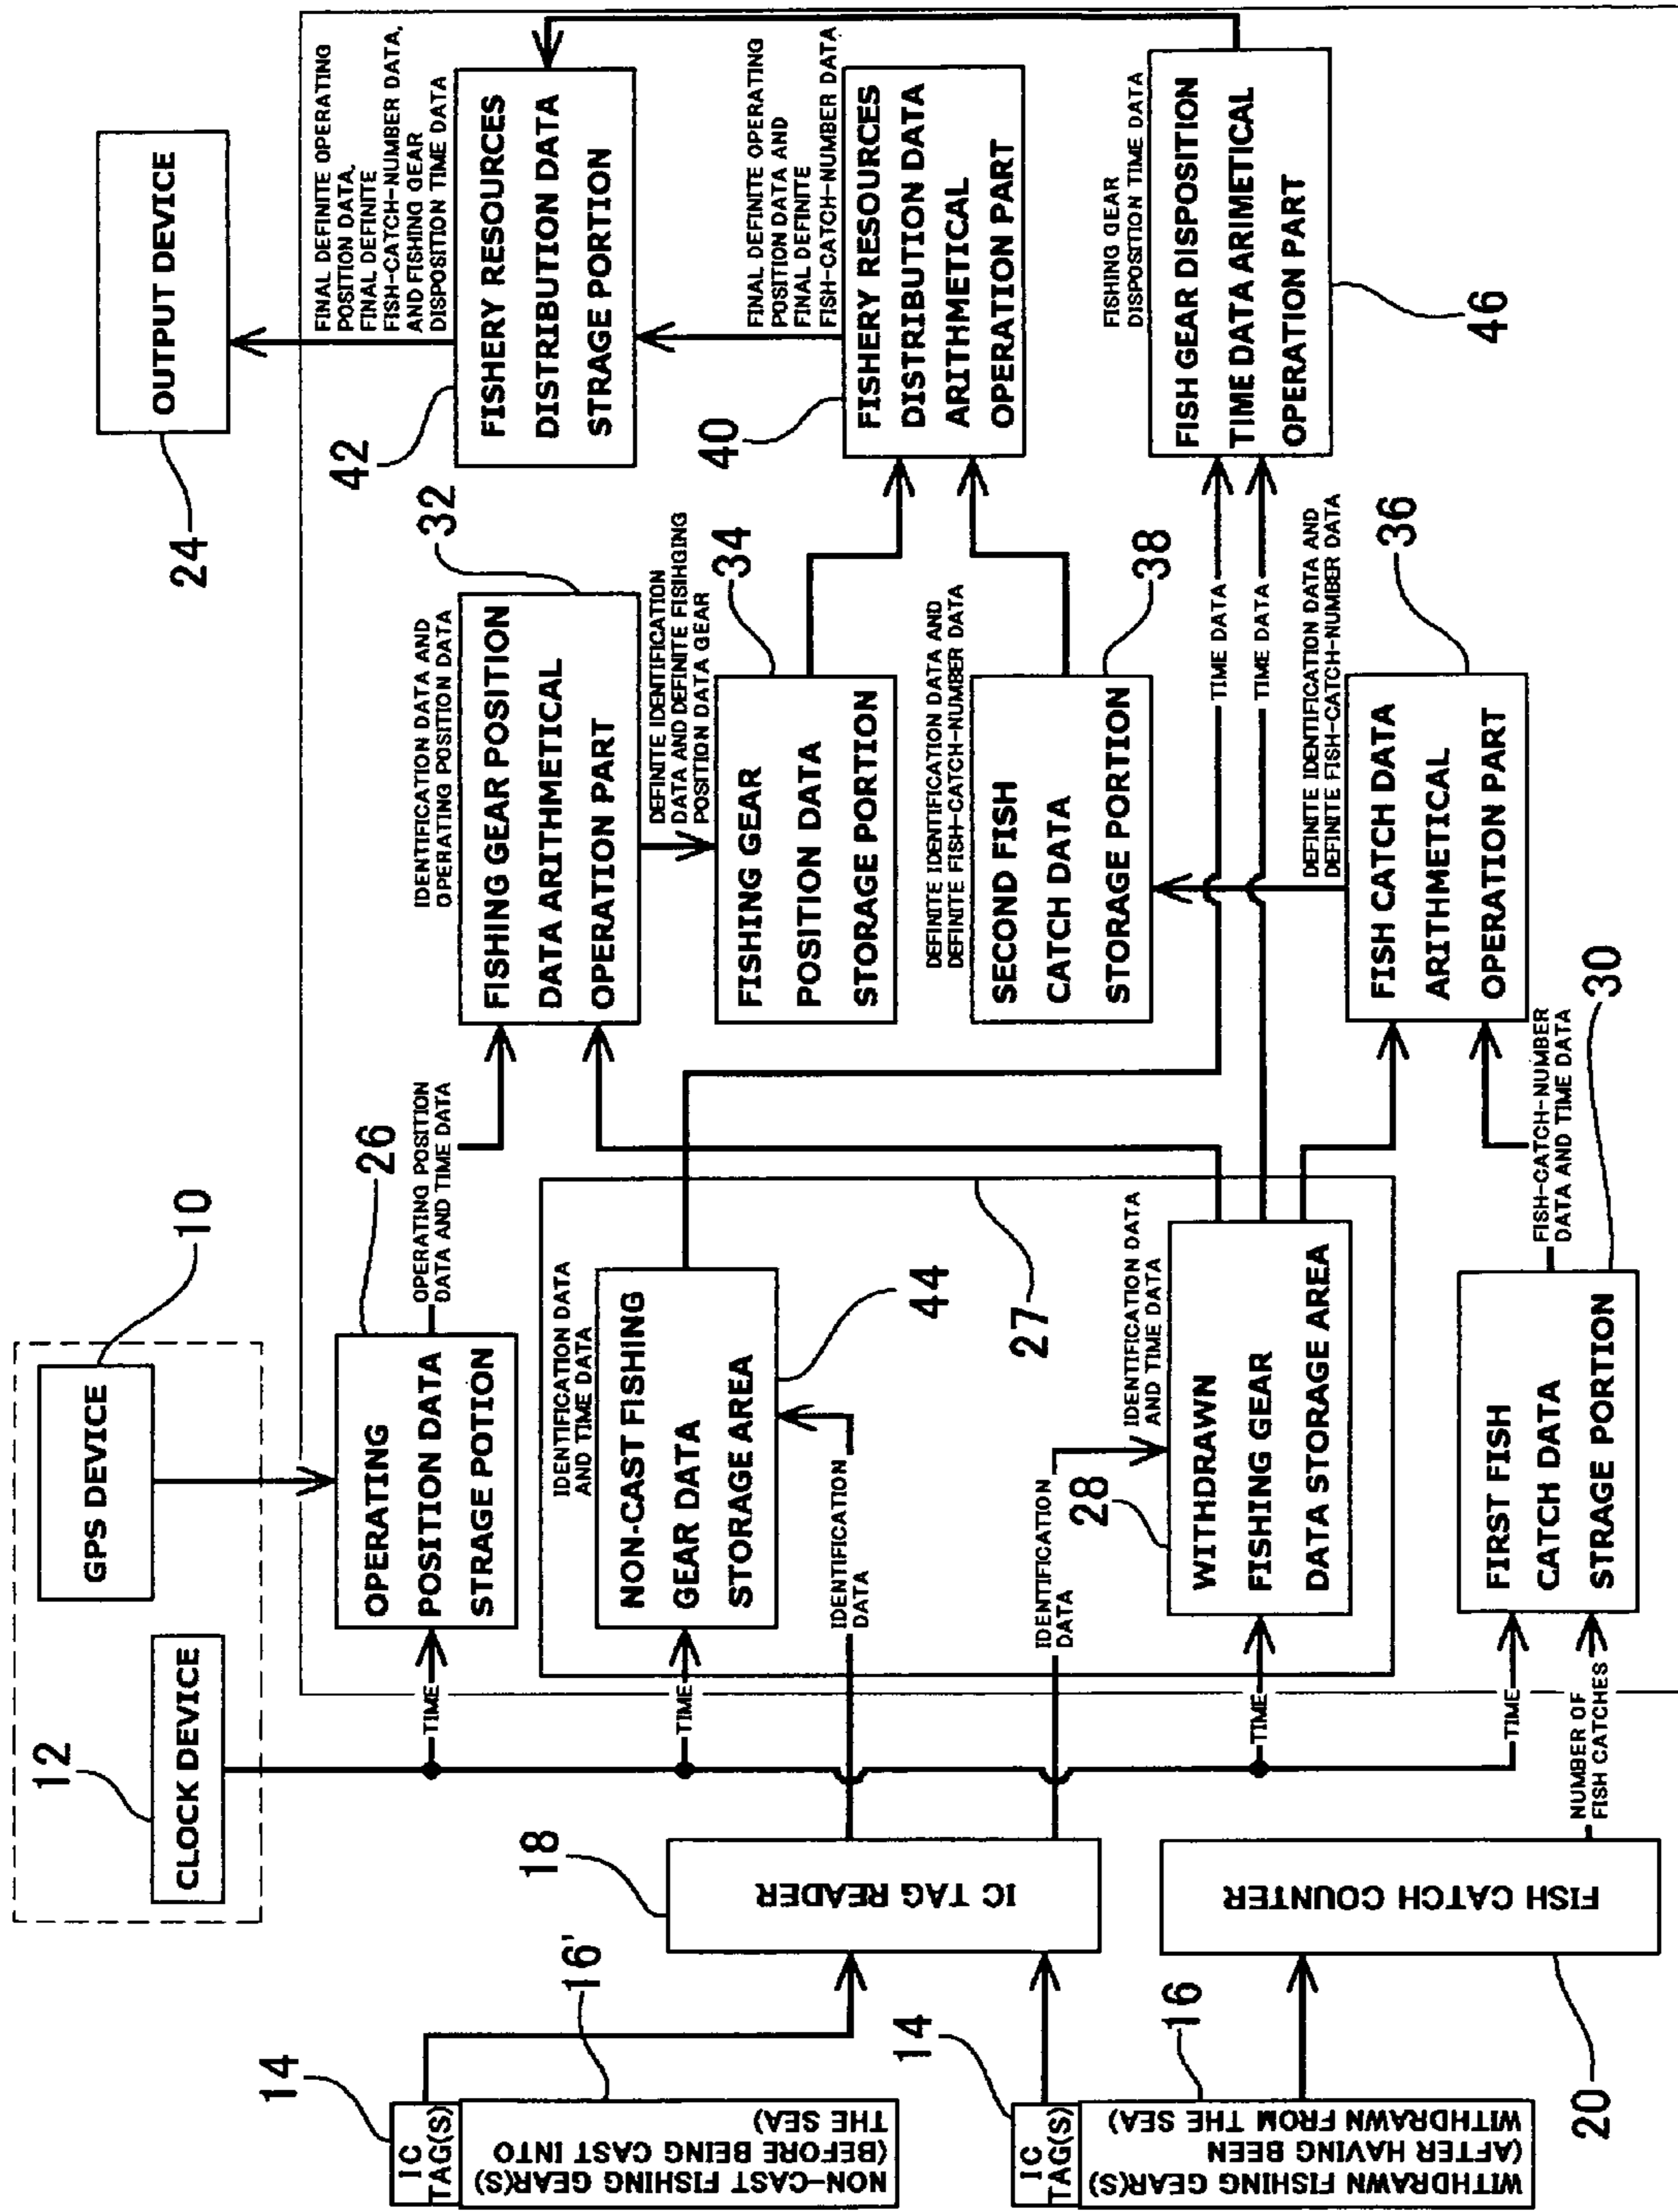 12
CLOCK DEVICE
GPS DEVICE
10
OUTPUT DEVICE
24
TIME
OPERATING
POSITION DATA
STRAGE POTION
26
OPERATING POSITION
DATA AND TIME DATA
IDENTIFICATION DATA AND
OPERATING POSITION DATA
FISHING GEAR POSITION
DATA ARITHMETICAL
OPERATION PART
32
DEFINITE IDENTIFICATION
DATA AND DEFINITE FISIHGING
POSITION DATA GEAR
FISHING GEAR
POSITION DATA
STORAGE PORTION
34
FINAL DEFINITE OPERATING
POSITION DATA,
FINAL DEFINITE
FISH-CATCH-NUMBER DATA,
AND FISHING GEAR
DISPOSITION TIME DATA
42
FISHERY RESOURCES
DISTRIBUTION DATA
STRAGE PORTION
FINAL DEFINITE OPERATING
POSITION DATA AND
FINAL DEFINITE
FISH-CATCH-NUMBER DATA
40
FISHERY RESOURCES
DISTRIBUTION DATA
ARITHMETICAL
OPERATION PART
14
IC
TAG(S)
16'
NON-CAST FISHING GEAR(S)
(BEFORE BEING CAST INTO
THE SEA)
18
IC TAG READER
TIME
IDENTIFICATION DATA
AND TIME DATA
NON-CAST FISHING
GEAR DATA
STORAGE AREA
44
IDENTIFICATION
DATA
27
DEFINITE IDENTIFICATION DATA AND
DEFINITE FISH-CATCH-NUMBER DATA
SECOND FISH
CATCH DATA
STORAGE PORTION
38
FISHING GEAR
DISPOSITION TIME DATA
FISH GEAR DISPOSITION
TIME DATA ARIMETICAL
OPERATION PART
46
TIME DATA
TIME DATA
14
IC
TAG(S)
16
WITHDRAWN FISHING GEAR(S)
(AFTER HAVING BEEN
WITHDRAWN FROM THE SEA)
IDENTIFICATION
DATA
28
IDENTIFICATION DATA
AND TIME DATA
TIME
WITHDRAWN
FISHING GEAR
DATA STORAGE AREA
DEFINITE IDENTIFICATION DATA AND
DEFINITE FISH-CATCH-NUMBER DATA
FISH CATCH DATA
ARITHMETICAL
OPERATION PART
36
20
FISH CATCH COUNTER
TIME
NUMBER OF
FISH CATCHES
FIRST FISH
CATCH DATA
STRAGE PORTION
30
FISH-CATCH-NUMBER
DATA AND TIME DATA